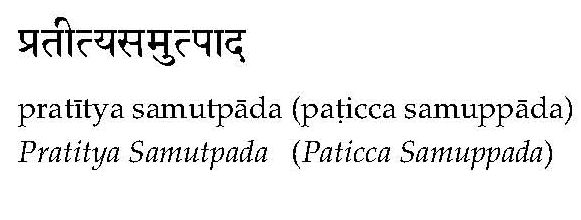 प्रतीत्यसमुत्पाद
pratītya samutpāda (paṭicca samuppāda)
Pratitya Samutpada (Paticca Samuppada)